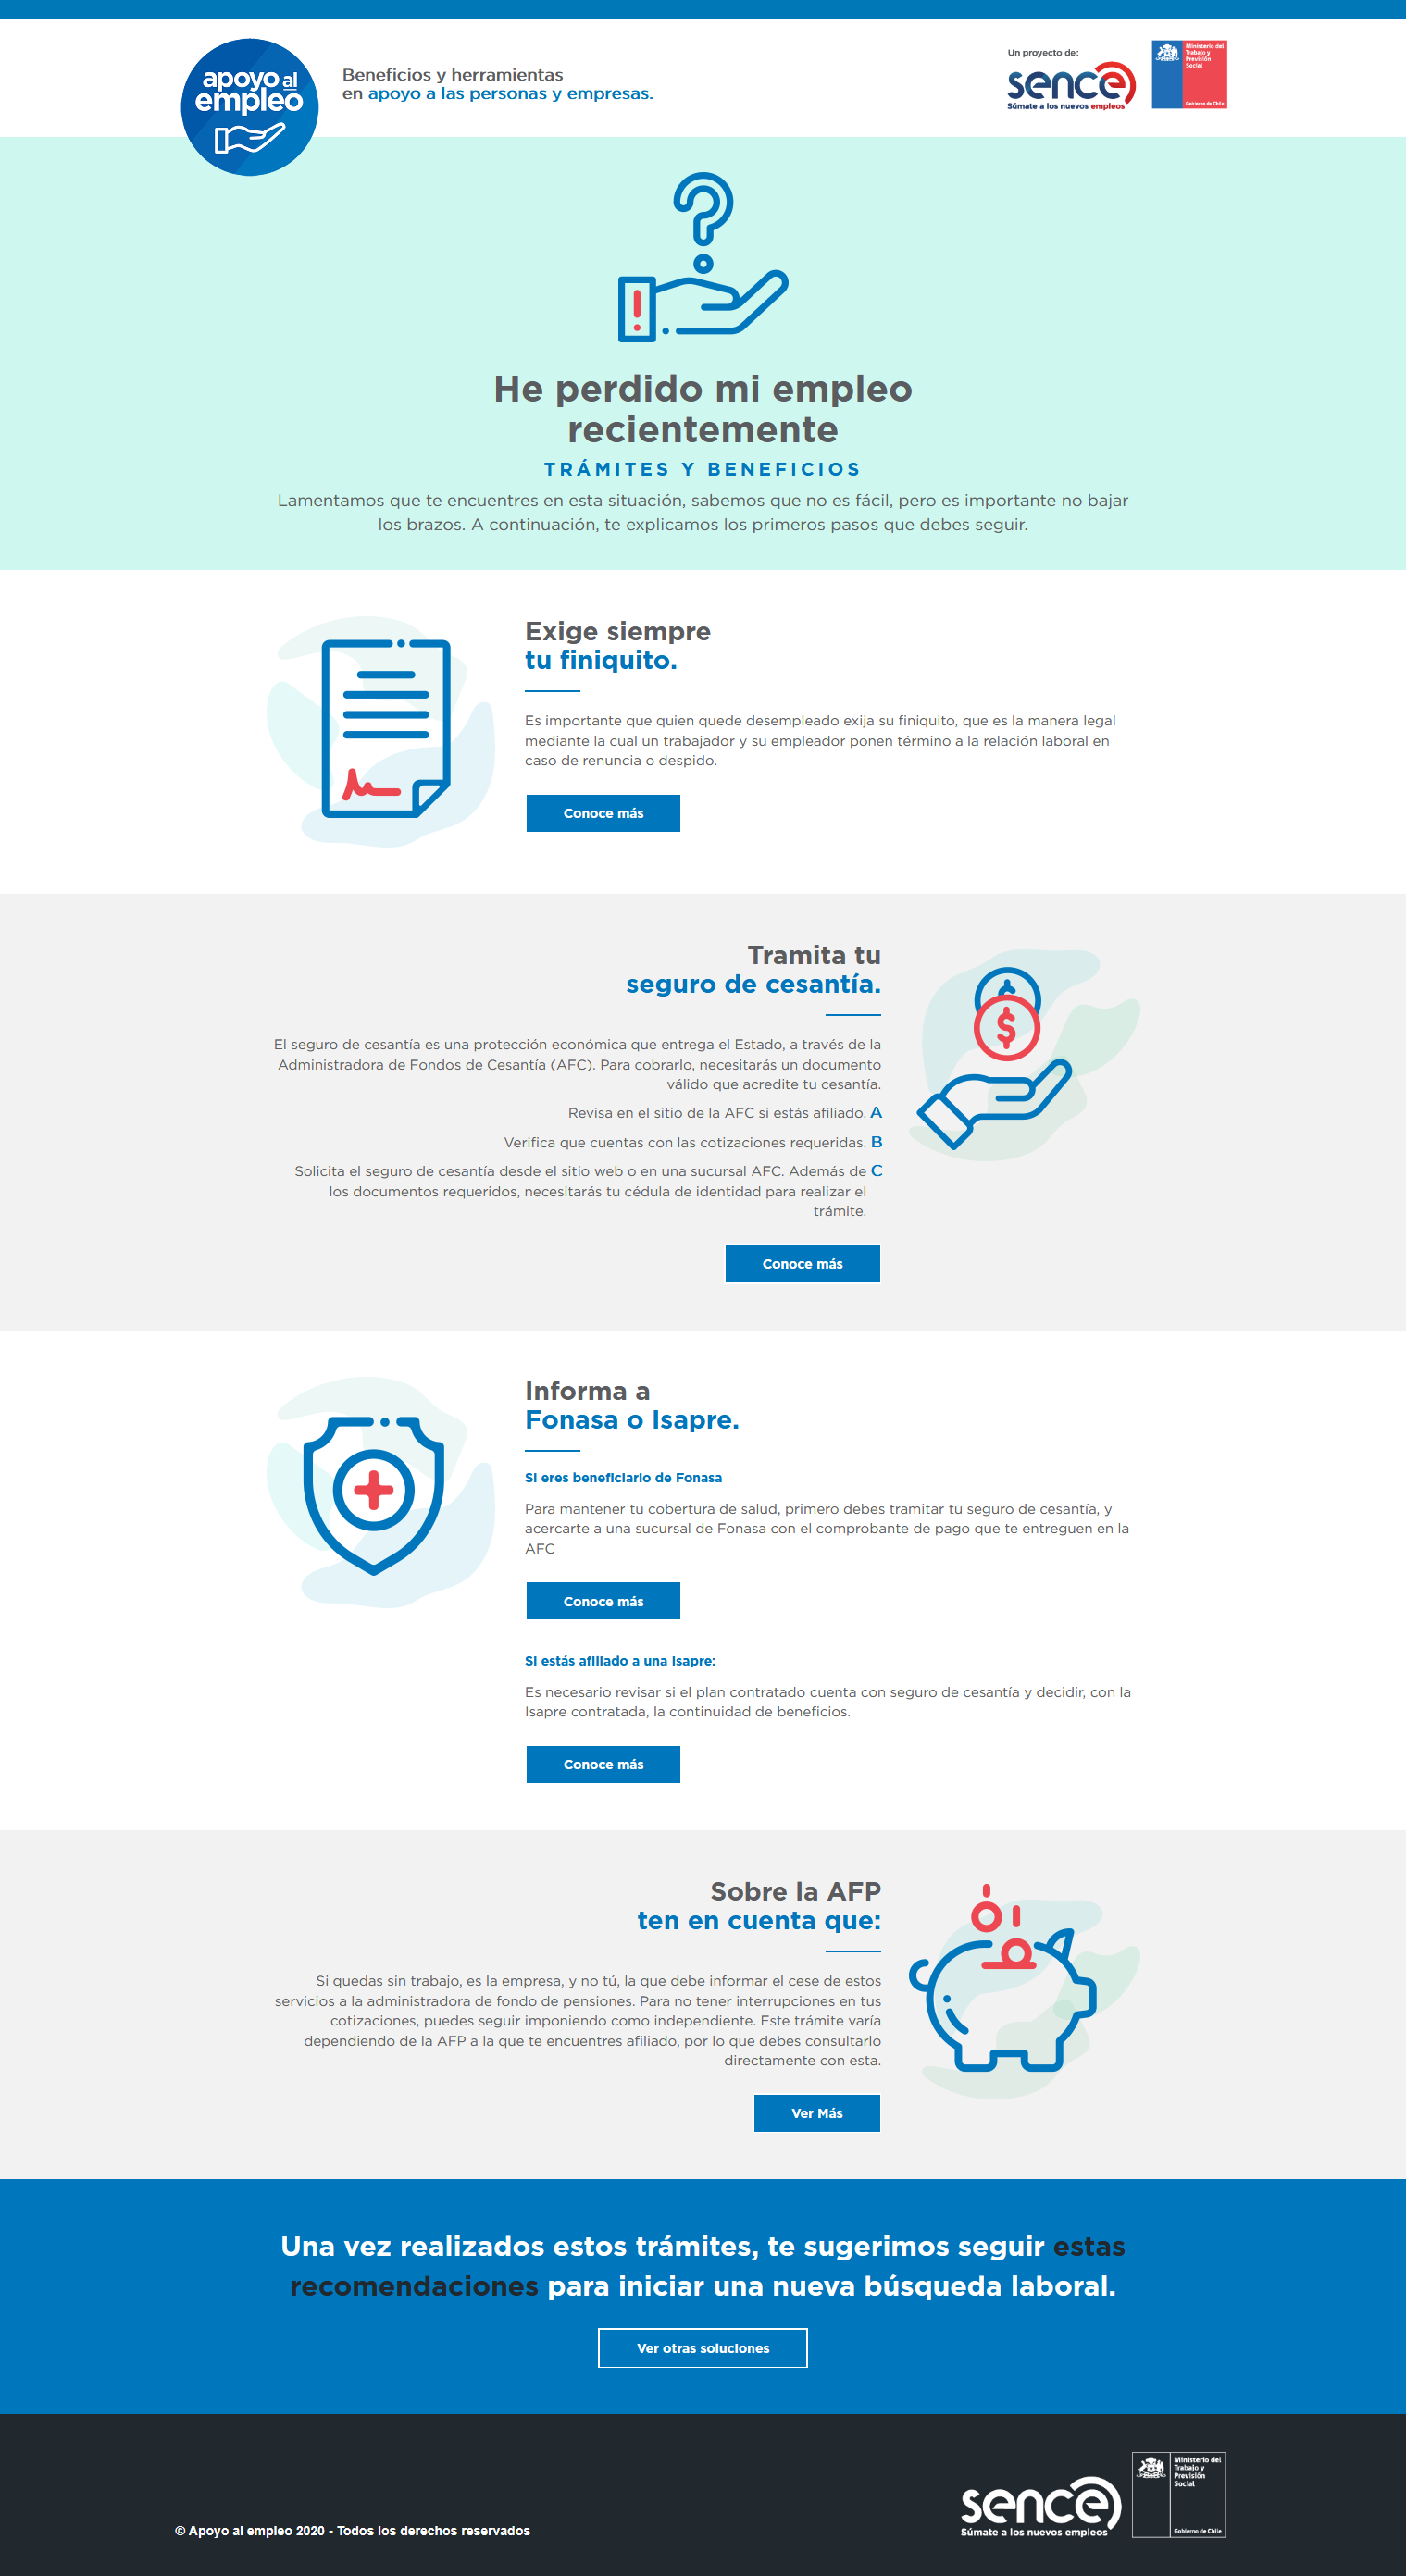 apoyo al
empleo
Beneficios y herramientas
en apoyo a las personas y empresas.
Un proyecto de:
sence
Súmate a los nuevos empleos
Ministerio del
Trabajo y
Previsión
Social
Gobierno de Chile
He perdido mi empleo
recientemente
TRÁMITES Y BENEFICIOS
Lamentamos que te encuentres en esta situación, sabemos que no es fácil, pero es importante no bajar
los brazos. A continuación, te explicamos los primeros pasos que debes seguir.
Exige siempre
tu finiquito.
Es importante que quien quede desempleado exija su finiquito, que es la manera legal
mediante la cual un trabajador y su empleador ponen término a la relación laboral en
caso de renuncia o despido.
Conoce más
Tramita tu
seguro de cesantía.
El seguro de cesantía es una protección económica que entrega el Estado, a través de la
Administradora de Fondos de Cesantía (AFC). Para cobrarlo, necesitarás un documento
válido que acredite tu cesantía.
Revisa en el sitio de la AFC si estás afiliado. A
Verifica que cuentas con las cotizaciones requeridas. B
Solicita el seguro de cesantía desde el sitio web o en una sucursal AFC. Además de C
los documentos requeridos, necesitarás tu cédula de identidad para realizar el
trámite.
Conoce más
$
Informa a
Fonasa o Isapre.
Si eres beneficiario de Fonasa
Para mantener tu cobertura de salud, primero debes tramitar tu seguro de cesantía, y
acercarte a una sucursal de Fonasa con el comprobante de pago que te entreguen en la
AFC
Conoce más
Si estás afiliado a una Isapre:
Es necesario revisar si el plan contratado cuenta con seguro de cesantía y decidir, con la
Isapre contratada, la continuidad de beneficios.
Conoce más
Sobre la AFP
ten en cuenta que:
Si quedas sin trabajo, es la empresa, y no tú, la que debe informar el cese de estos
servicios a la administradora de fondo de pensiones. Para no tener interrupciones en tus
cotizaciones, puedes seguir imponiendo como independiente. Este trámite varía
dependiendo de la AFP a la que te encuentres afiliado, por lo que debes consultarlo
directamente con esta.
Ver Más
Una vez realizados estos trámites, te sugerimos seguir estas
recomendaciones para iniciar una nueva búsqueda laboral.
Ver otras soluciones
© Apoyo al empleo 2020 - Todos los derechos reservados
sence
Súmate a los nuevos empleos
Ministerio del
Trabajo y
Previsión
Social
Gobierno de Chile